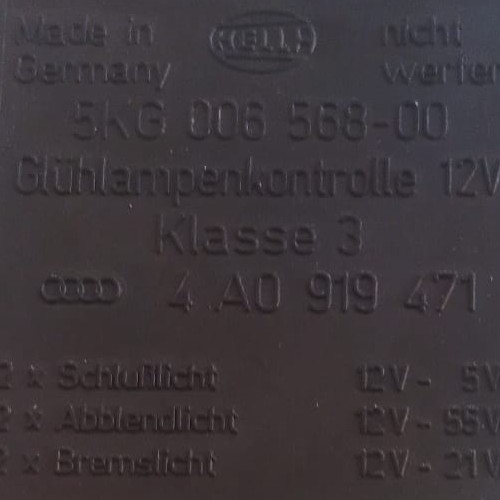 Made in HELLA nicht
Germany werfen
5KG 006 568-00
Glühlampenkontrolle 12V
Klasse 3
4 A0 919 471
2 x Schlußlicht 12V - 5W
2 x Abblendlicht 12V - 55W
2 x Bremslicht 12V - 21W